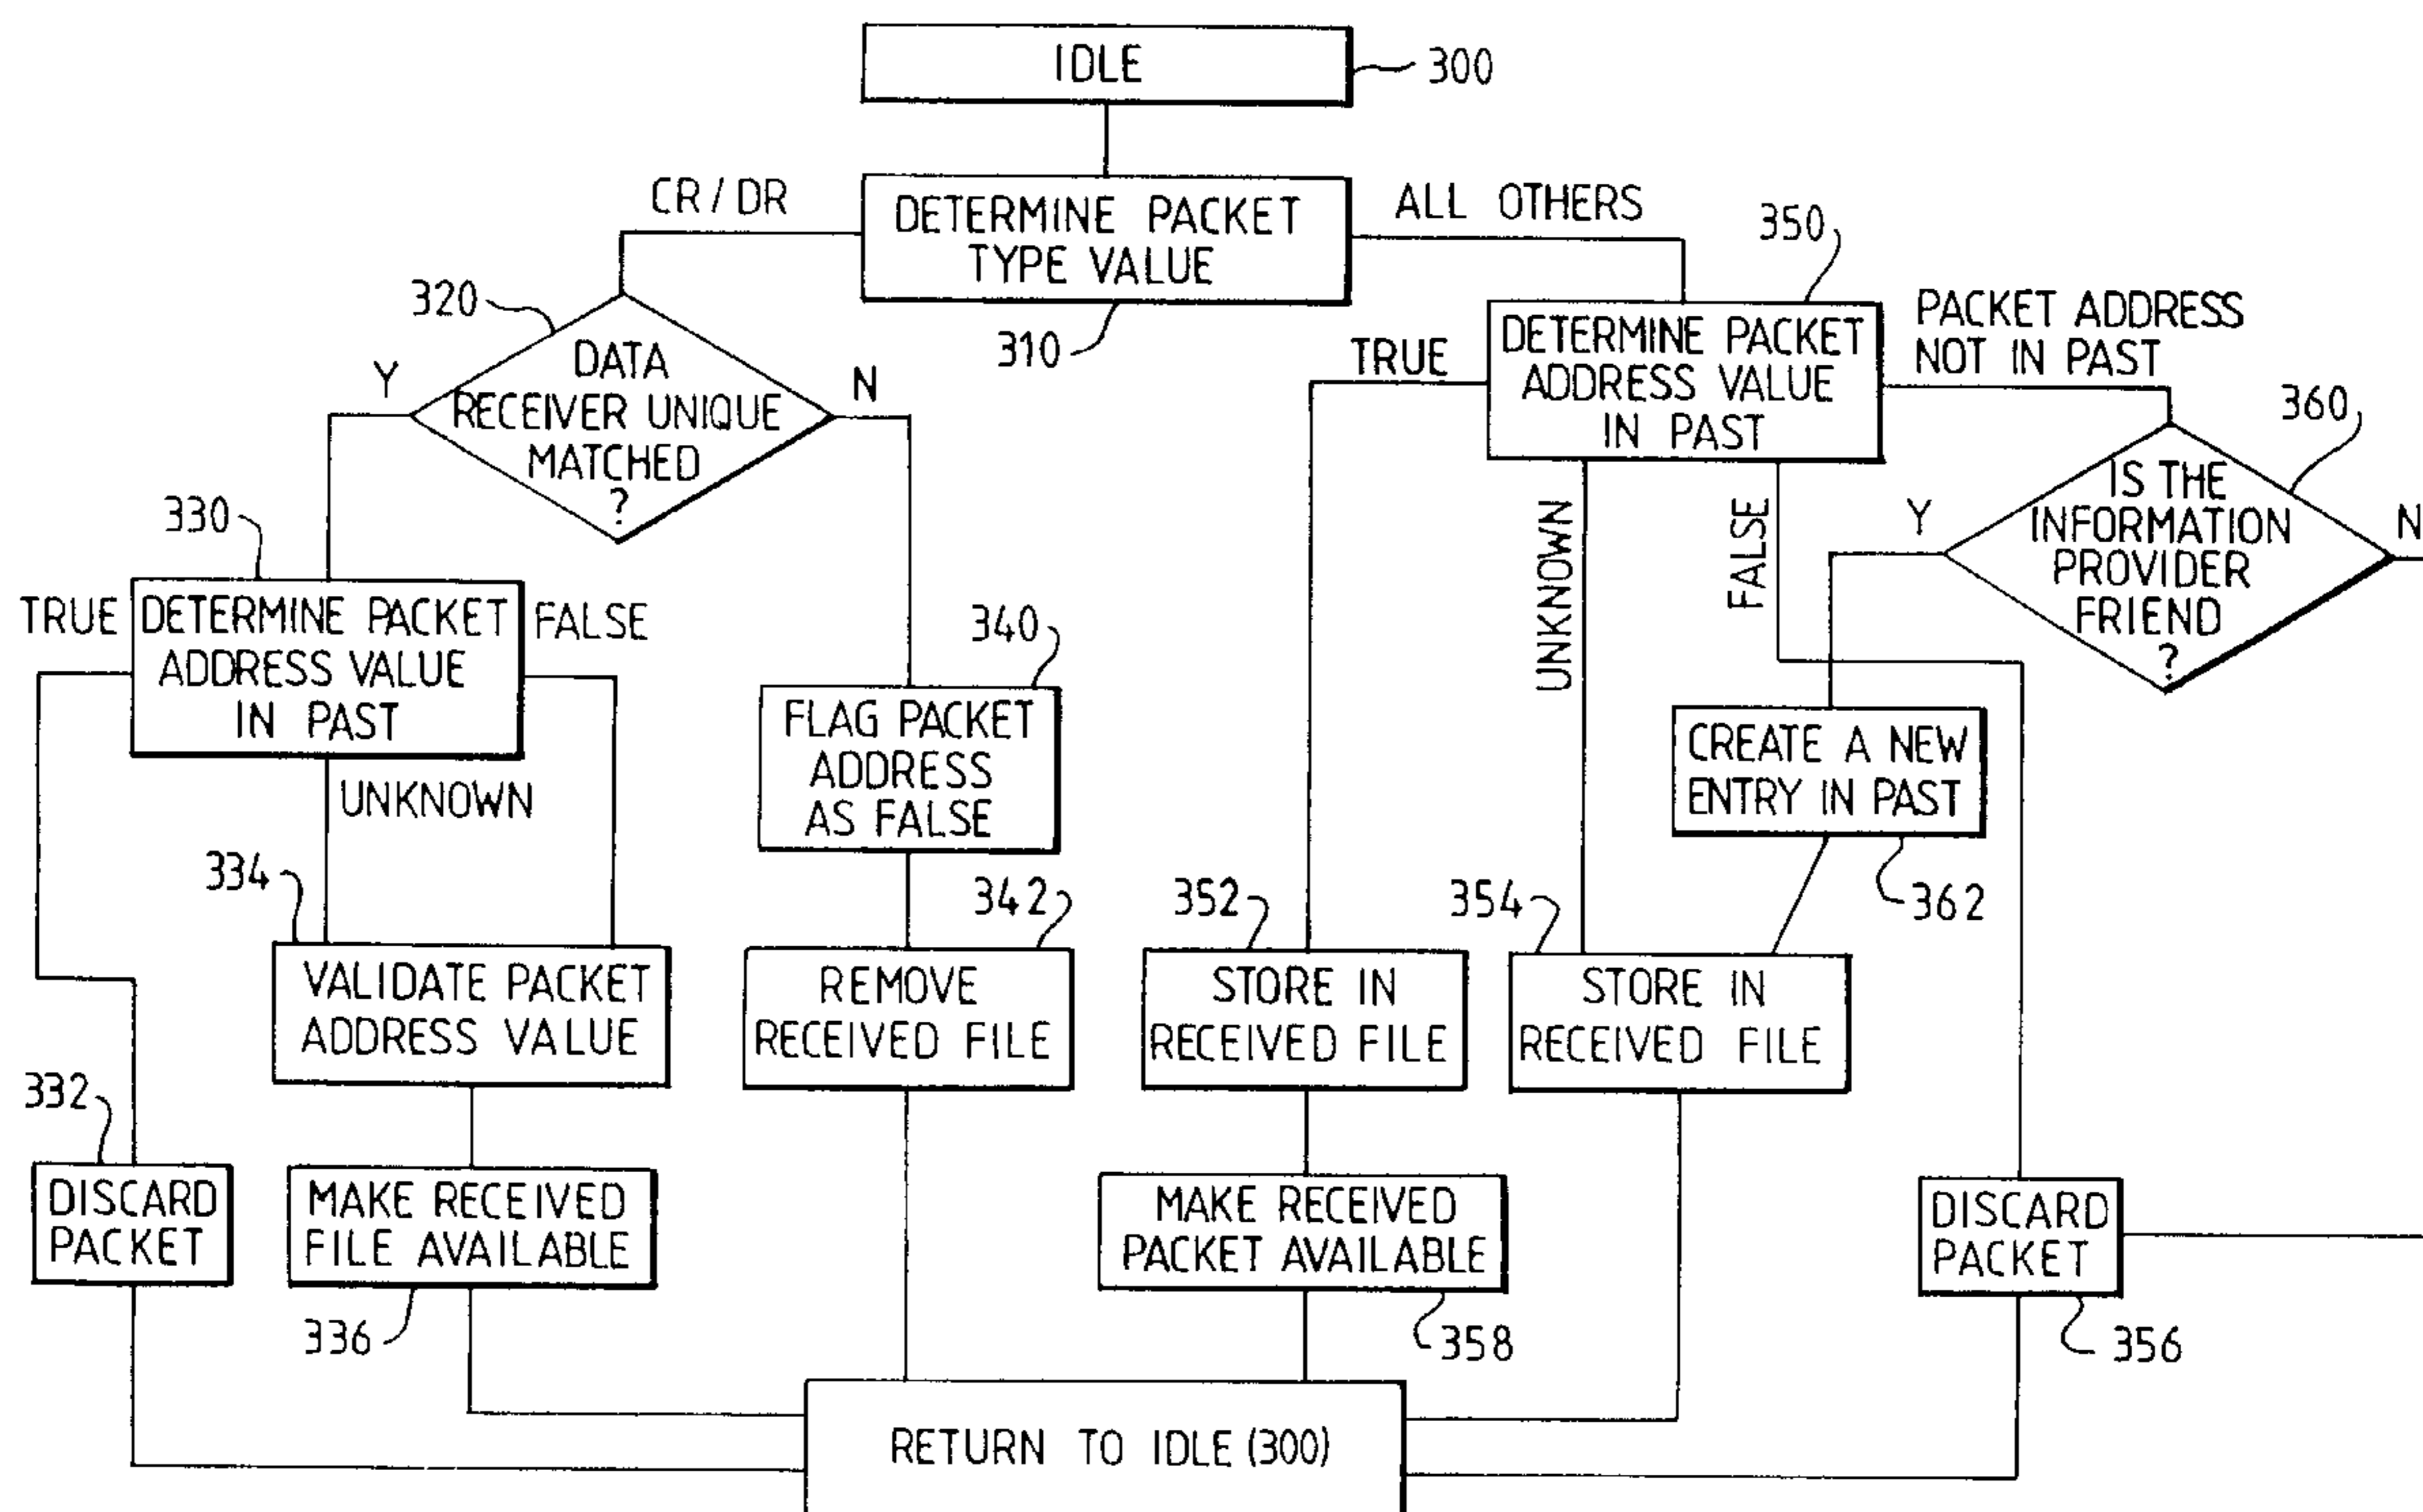 IDLE
300
CR / DR
DETERMINE PACKET
TYPE VALUE
ALL OTHERS
310
320
DATA
RECEIVER UNIQUE
MATCHED
?
Y
N
350
DETERMINE PACKET
ADDRESS VALUE
IN PAST
TRUE
UNKNOWN
FALSE
PACKET ADDRESS
NOT IN PAST
360
IS THE
INFORMATION
PROVIDER
FRIEND
?
Y
N
330
TRUE
DETERMINE PACKET
ADDRESS VALUE
IN PAST
FALSE
UNKNOWN
340
FLAG PACKET
ADDRESS
AS FALSE
CREATE A NEW
ENTRY IN PAST
362
334
VALIDATE PACKET
ADDRESS VALUE
342
REMOVE
RECEIVED FILE
352
STORE IN
RECEIVED FILE
354
STORE IN
RECEIVED FILE
332
DISCARD
PACKET
MAKE RECEIVED
FILE AVAILABLE
336
MAKE RECEIVED
PACKET AVAILABLE
358
DISCARD
PACKET
356
RETURN TO IDLE (300)